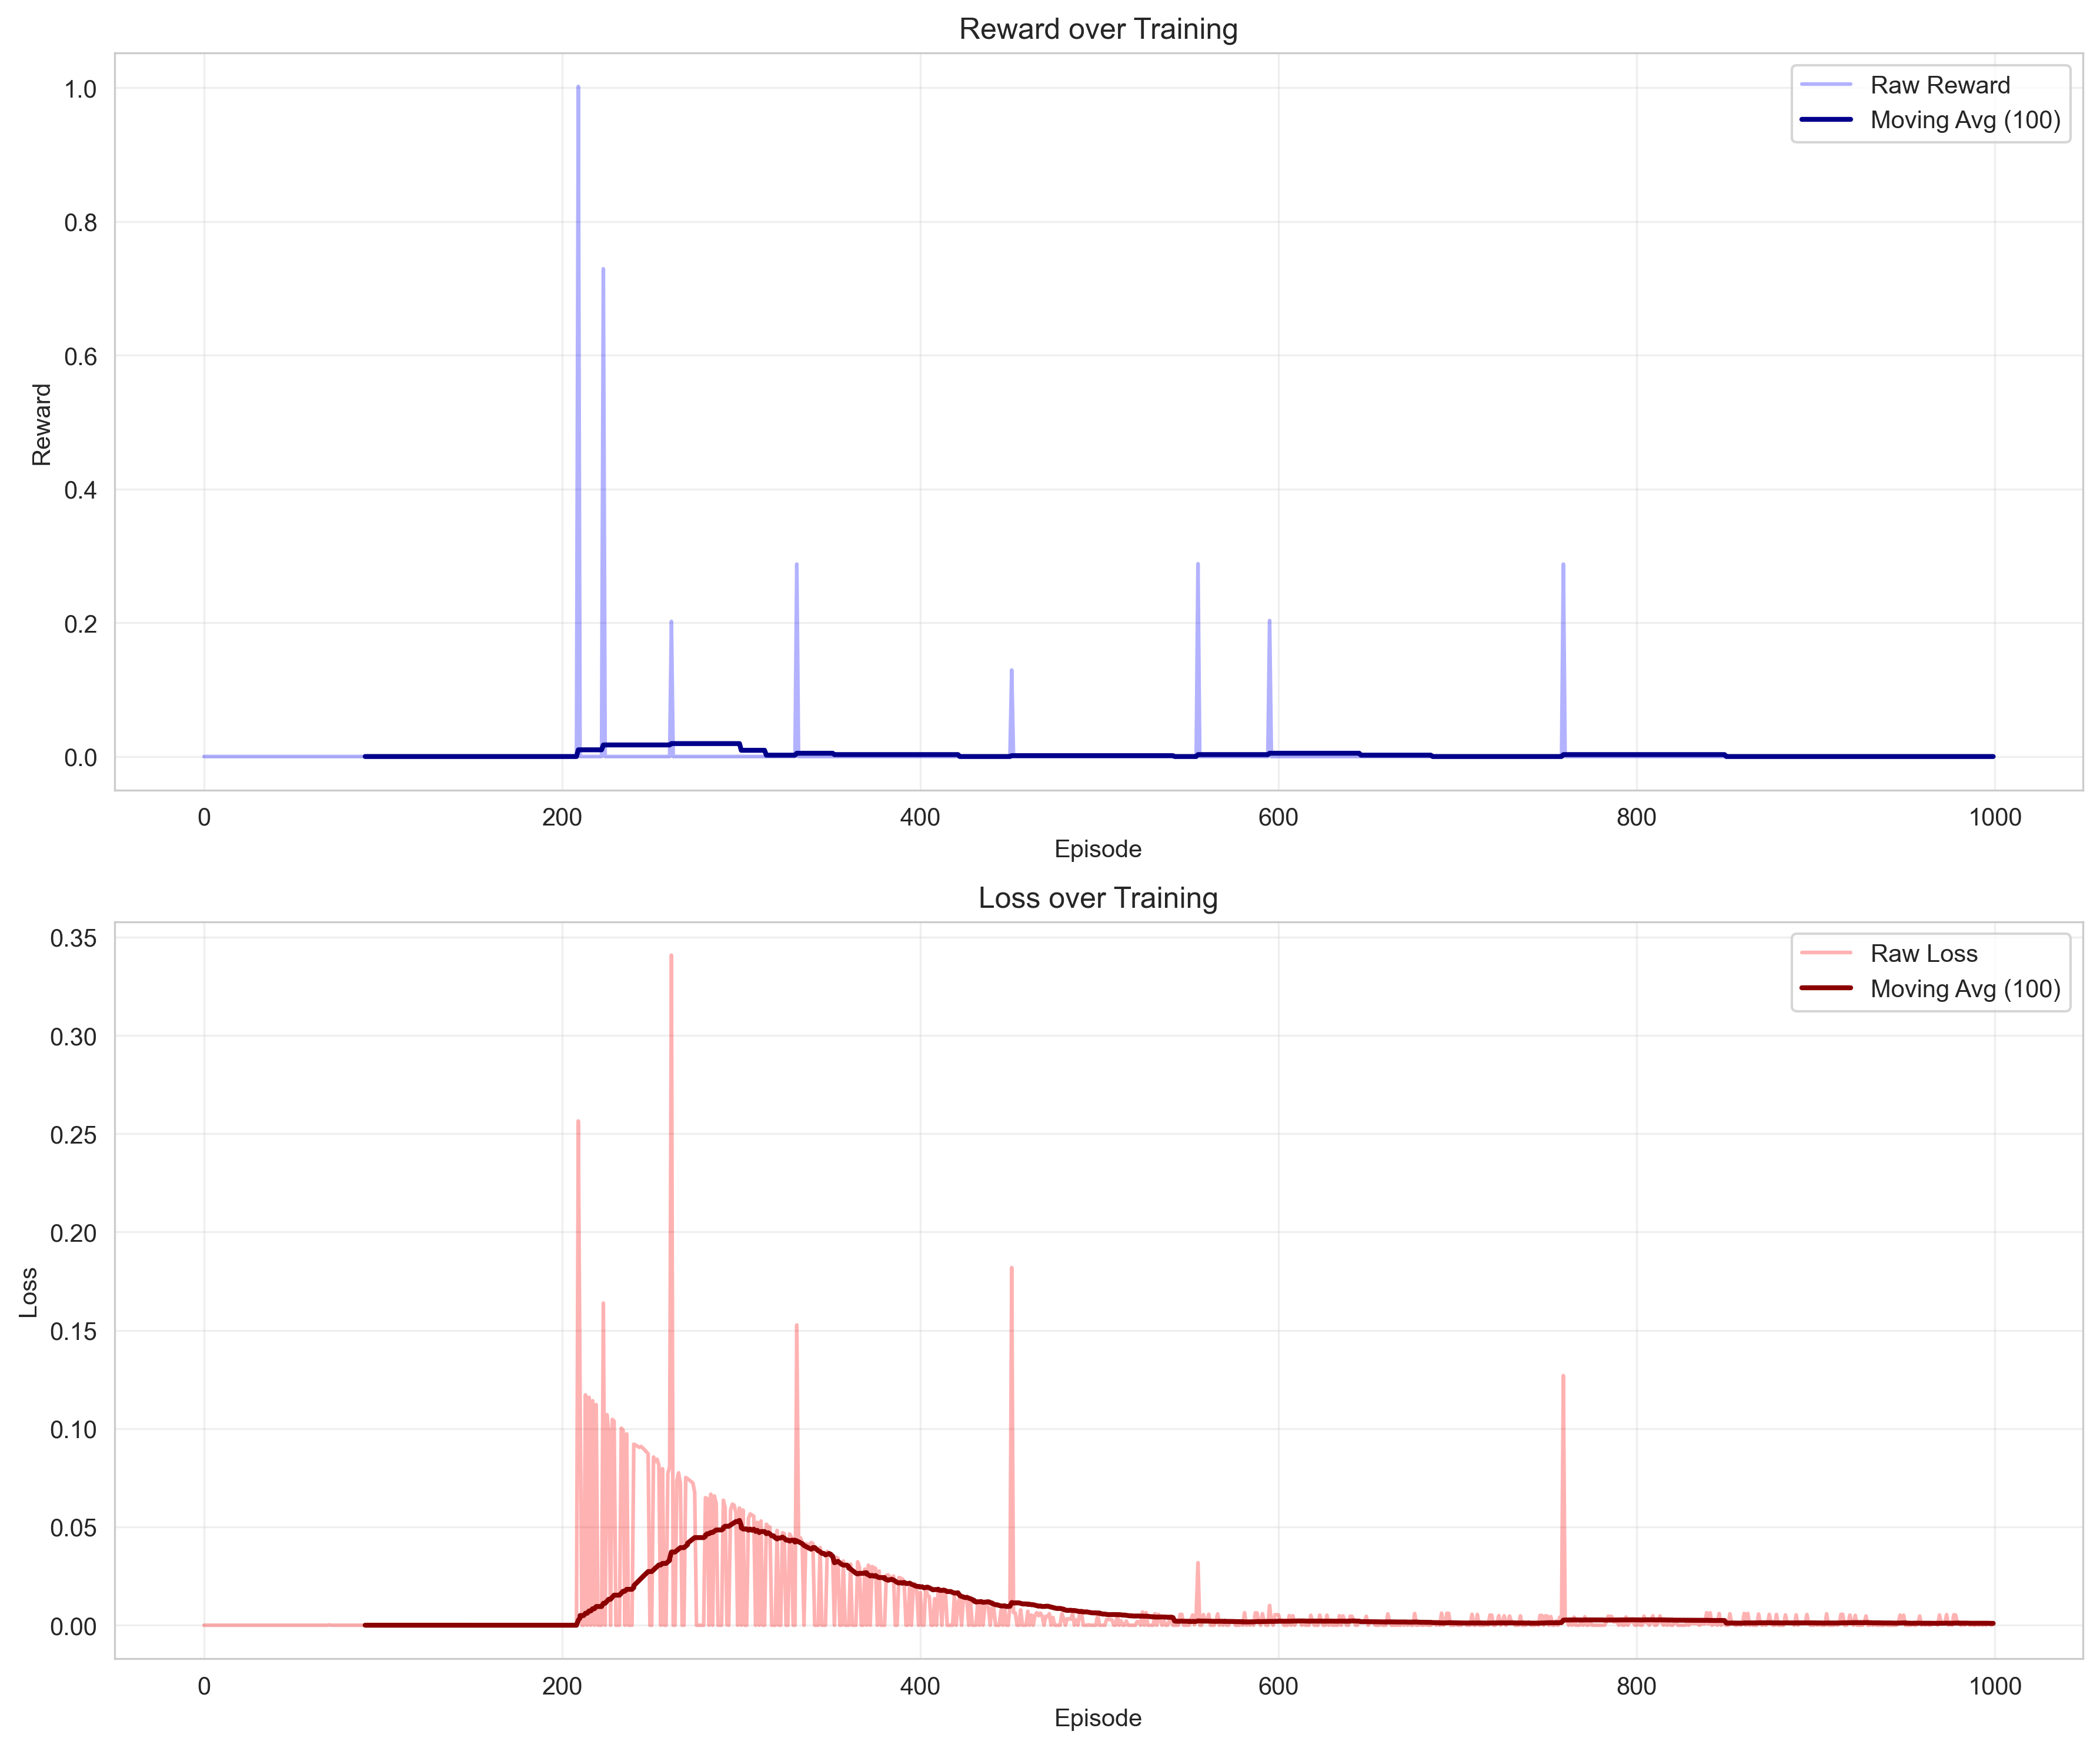 Reward over Training
1.0
0.8
0.6
0.4
0.2
0.0
Reward
Raw Reward
Moving Avg (100)
0 200 400 600 800 1000
Episode
Loss over Training
0.35
0.30
0.25
0.20
0.15
0.10
0.05
0.00
Loss
Raw Loss
Moving Avg (100)
0 200 400 600 800 1000
Episode